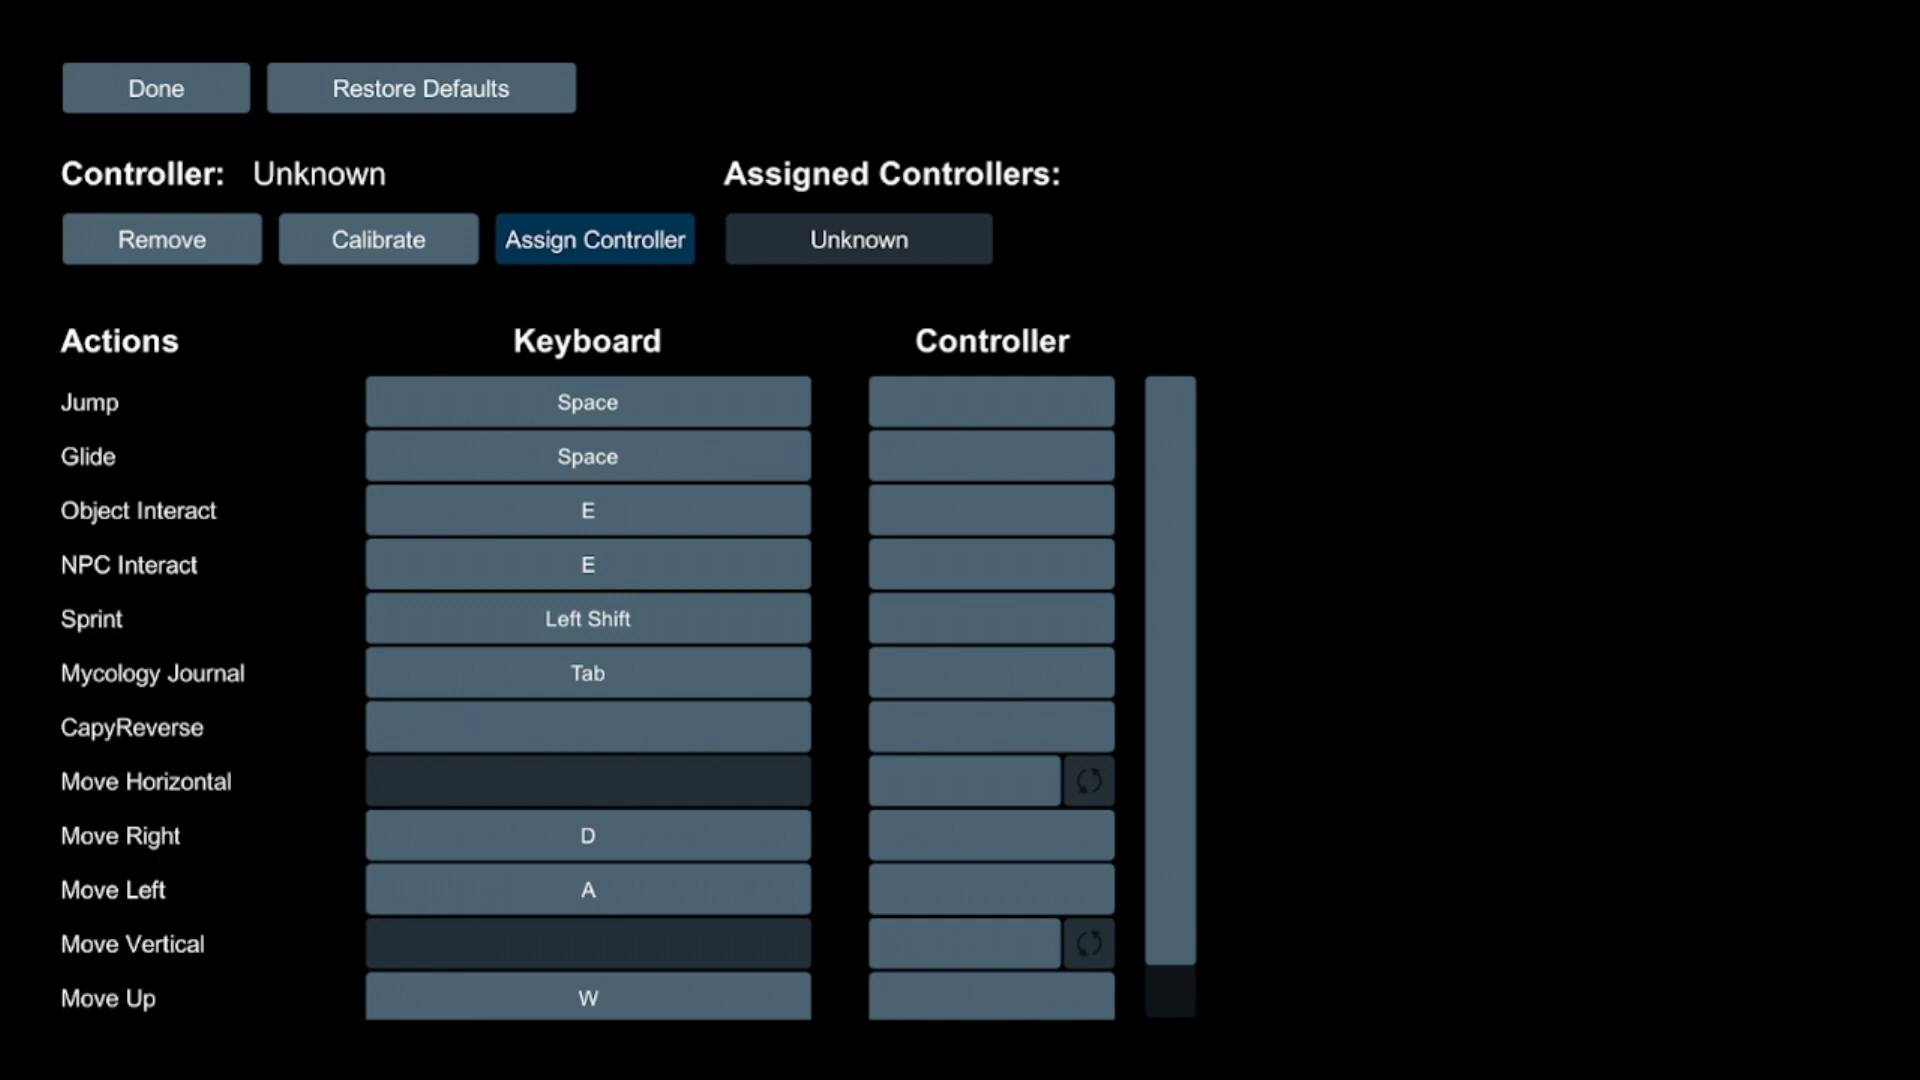 Done Restore Defaults
Controller: Unknown Assigned Controllers:
Remove Calibrate Assign Controller Unknown
Actions Keyboard Controller
Jump Space
Glide Space
Object Interact E
NPC Interact E
Sprint Left Shift
Mycology Journal Tab
CapyReverse
Move Horizontal
Move Right D
Move Left A
Move Vertical
Move Up W